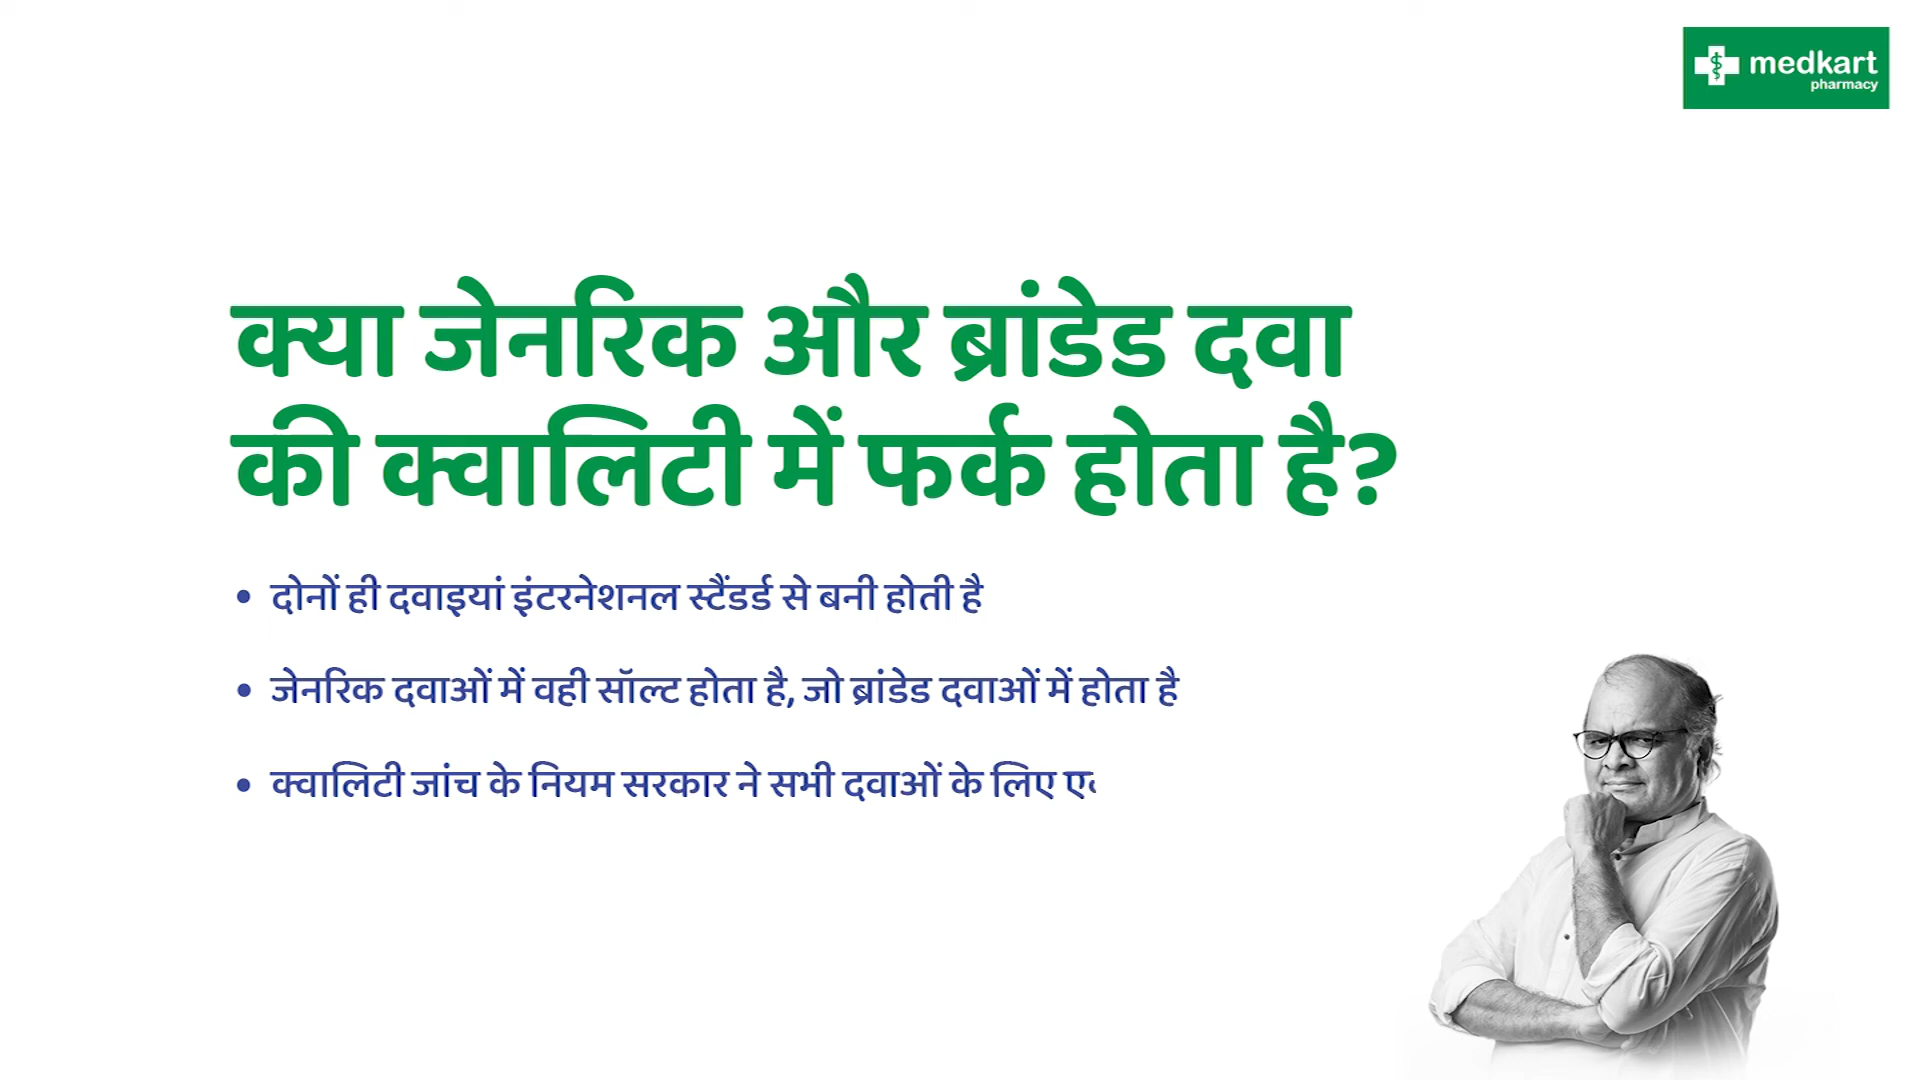 medkart
pharmacy
क्या जेनरिक और ब्रांडेड दवा
की क्वालिटी में फर्क होता है?
• दोनों ही दवाइयां इंटरनेशनल स्टैंडर्ड से बनी होती है
• जेनरिक दवाओं में वही सॉल्ट होता है, जो ब्रांडेड दवाओं में होता है
• क्वालिटी जांच के नियम सरकार ने सभी दवाओं के लिए